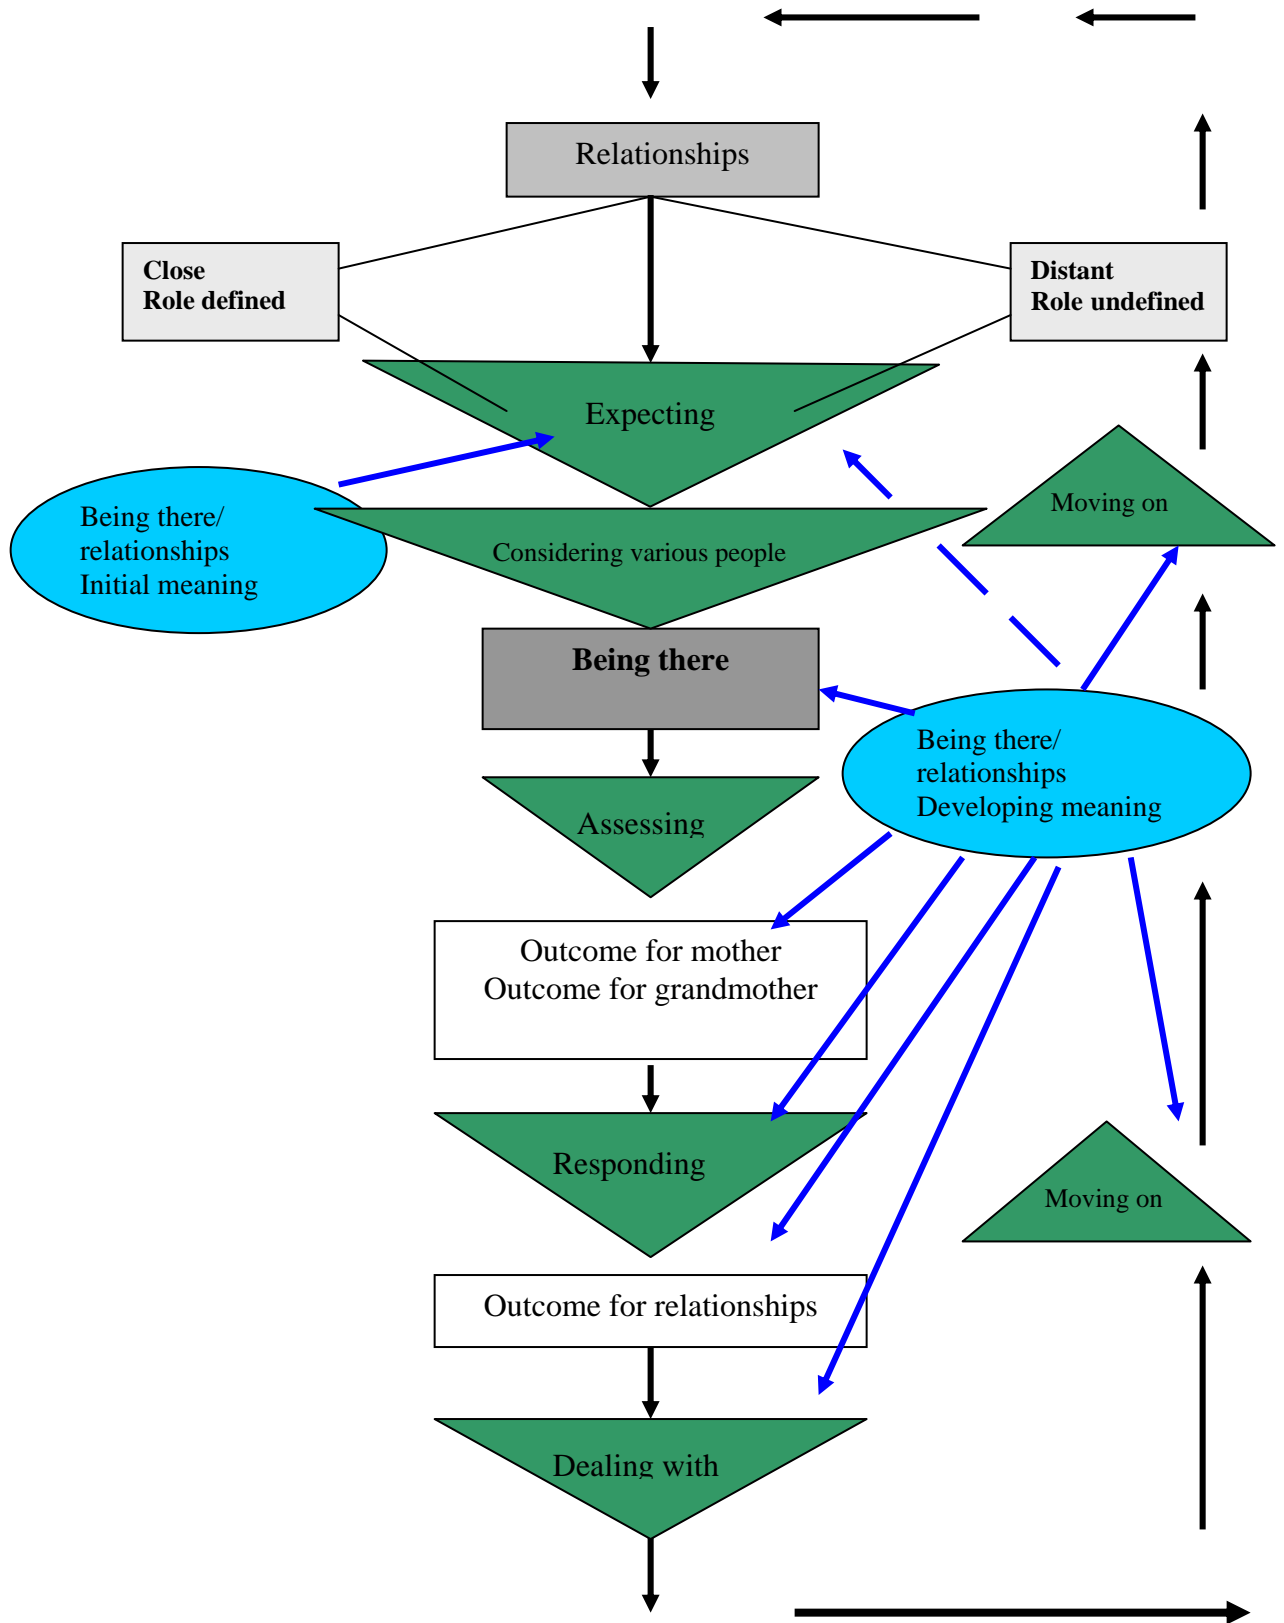 Relationships
Close
Role defined
Distant
Role undefined
Expecting
Moving on
Being there/
relationships
Initial meaning
Considering various people
Being there
Being there/
relationships
Developing meaning
Assessing
Outcome for mother
Outcome for grandmother
Responding
Moving on
Outcome for relationships
Dealing with